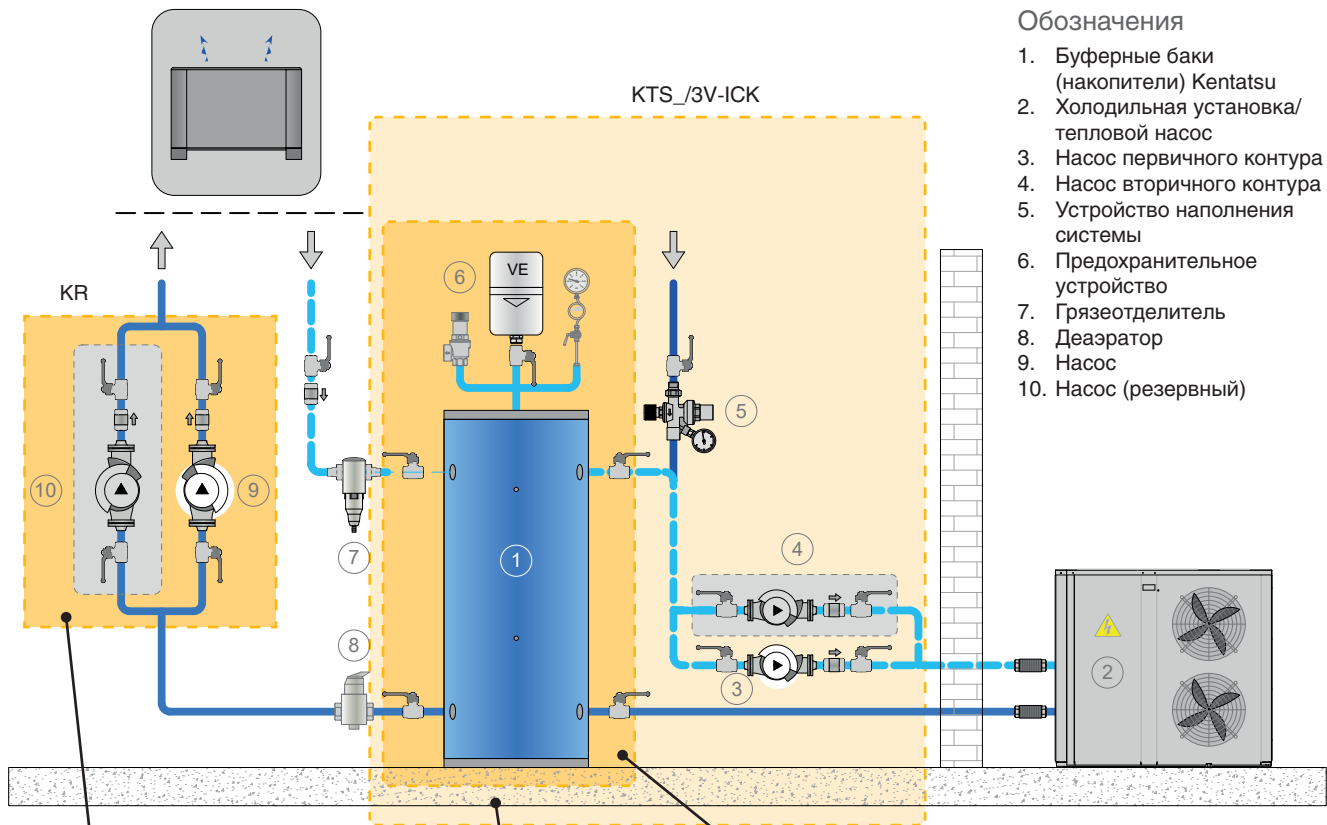 Обозначения
1. Буферные баки
(накопители) Kentatsu
2. Холодильная установка/
тепловой насос
3. Насос первичного контура
4. Насос вторичного контура
5. Устройство наполнения
системы
6. Предохранительное
устройство
7. Грязеотделитель
8. Деаэратор
9. Насос
10. Насос (резервный)
KTS_/3V-ICK
KR
VE
6
5
10
9
7
1
4
8
3
2